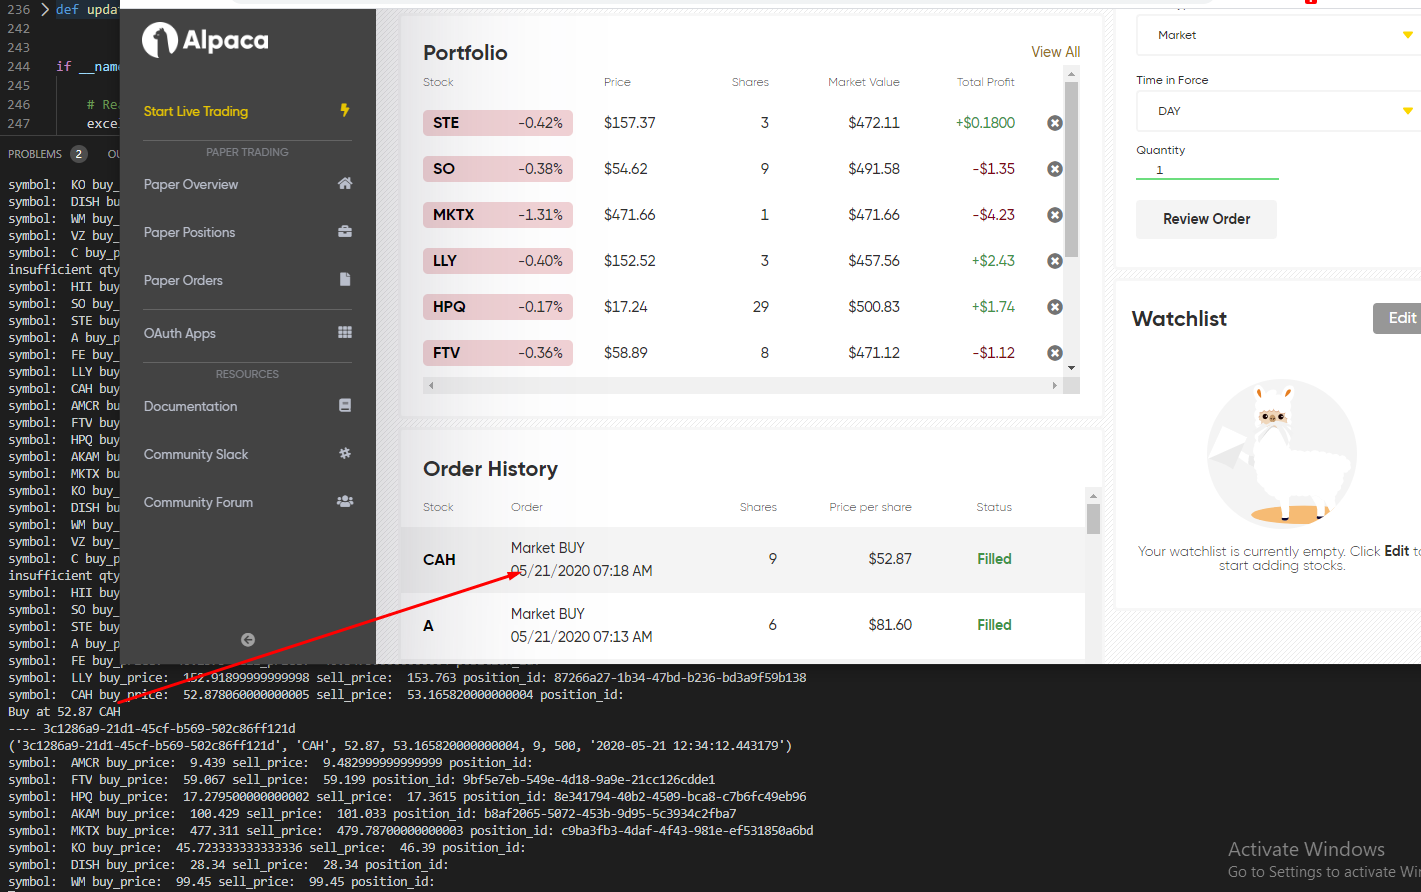 236 > def upda
242
243
244 if __nam
245
246 # Rea
247 excel
PROBLEMS 2 OU
symbol: KO buy_
symbol: DISH bu
symbol: WM buy_
symbol: VZ buy_
symbol: C buy_p
insufficient qty
symbol: HII buy
symbol: SO buy_
symbol: STE buy
symbol: A buy_p
symbol: FE buy_
symbol: LLY buy
symbol: CAH buy
symbol: AMCR bu
symbol: FTV buy
symbol: HPQ buy
symbol: AKAM bu
symbol: MKTX bu
symbol: KO buy_
symbol: DISH bu
symbol: WM buy_
symbol: VZ buy_
symbol: C buy_p
insufficient qty
symbol: HII buy
symbol: SO buy_
symbol: STE buy
symbol: A buy_p
symbol: FE buy_
symbol: LLY buy_price: 152.91899999999998 sell_price: 153.763 position_id: 87266a27-1b34-47bd-b236-bd3a9f59b138
symbol: CAH buy_price: 52.878060000000005 sell_price: 53.165820000000004 position_id:
Buy at 52.87 CAH
---- 3c1286a9-21d1-45cf-b569-502c86ff121d
('3c1286a9-21d1-45cf-b569-502c86ff121d', 'CAH', 52.87, 53.165820000000004, 9, 500, '2020-05-21 12:34:12.443179')
symbol: AMCR buy_price: 9.439 sell_price: 9.482999999999999 position_id:
symbol: FTV buy_price: 59.067 sell_price: 59.199 position_id: 9bf5e7eb-549e-4d18-9a9e-21cc126cdde1
symbol: HPQ buy_price: 17.279500000000002 sell_price: 17.3615 position_id: 8e341794-40b2-4509-bca8-c7b6fc49eb96
symbol: AKAM buy_price: 100.429 sell_price: 101.033 position_id: b8af2065-5072-453b-9d95-5c3934c2fba7
symbol: MKTX buy_price: 477.311 sell_price: 479.78700000000003 position_id: c9ba3fb3-4daf-4f43-981e-ef531850a6bd
symbol: KO buy_price: 45.723333333333336 sell_price: 46.39 position_id:
symbol: DISH buy_price: 28.34 sell_price: 28.34 position_id:
symbol: WM buy_price: 99.45 sell_price: 99.45 position_id:
Alpaca
Start Live Trading
PAPER TRADING
Paper Overview
Paper Positions
Paper Orders
OAuth Apps
RESOURCES
Documentation
Community Slack
Community Forum
Portfolio View All
Stock Price Shares Market Value Total Profit
STE -0.42% $157.37 3 $472.11 +$0.1800
SO -0.38% $54.62 9 $491.58 -$1.35
MKTX -1.31% $471.66 1 $471.66 -$4.23
LLY -0.40% $152.52 3 $457.56 +$2.43
HPQ -0.17% $17.24 29 $500.83 +$1.74
FTV -0.36% $58.89 8 $471.12 -$1.12
Order History
Stock Order Shares Price per share Status
CAH Market BUY 9 $52.87 Filled
05/21/2020 07:18 AM
A Market BUY 6 $81.60 Filled
05/21/2020 07:13 AM
Market
Time in Force
DAY
Quantity
1
Review Order
Watchlist Edit
Your watchlist is currently empty. Click Edit to
start adding stocks.
Activate Windows
Go to Settings to activate Wi